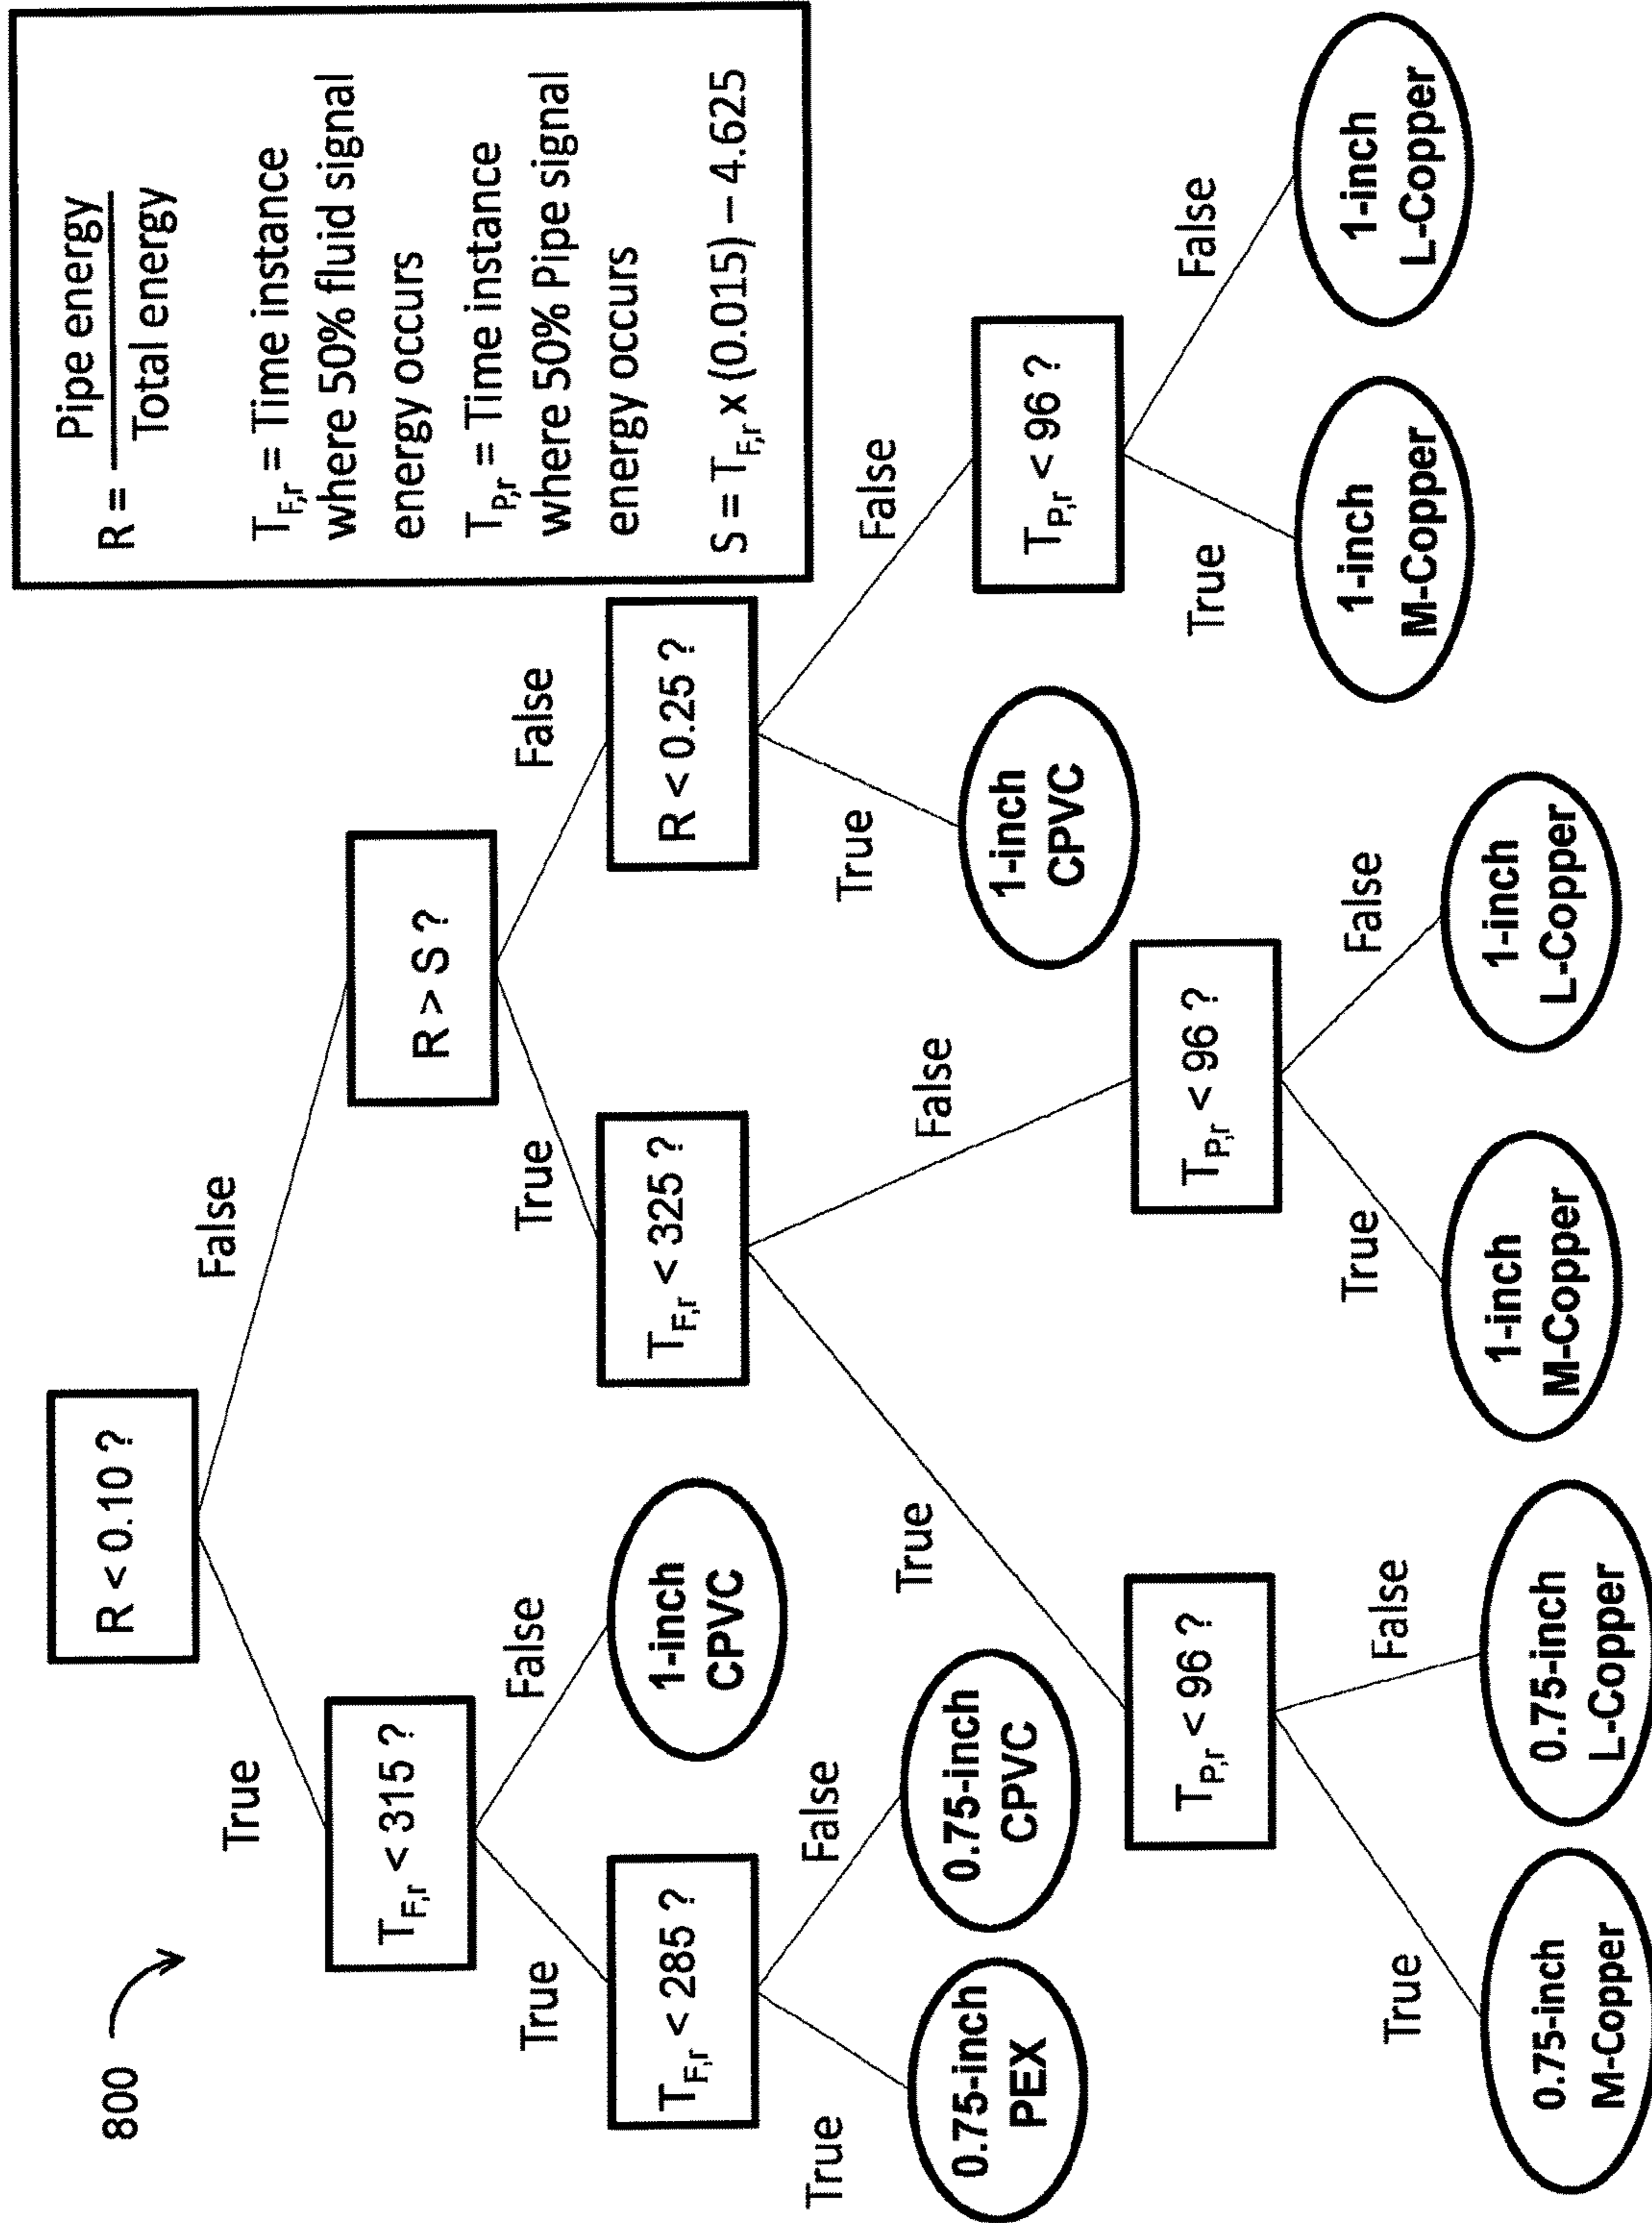 800
R < 0.10 ?
True
False
T_F,r < 315 ?
R > S ?
True
False
True
False
T_F,r < 285 ?
1-inch
CPVC
T_F,r < 325 ?
R < 0.25 ?
True
False
True
False
True
False
0.75-inch
PEX
0.75-inch
CPVC
1-inch
CPVC
T_P,r < 96 ?
T_P,r < 96 ?
T_P,r < 96 ?
True
False
True
False
True
False
0.75-inch
M-Copper
0.75-inch
L-Copper
1-inch
M-Copper
1-inch
L-Copper
1-inch
M-Copper
1-inch
L-Copper
R =
Pipe energy
Total energy
T_F,r = Time instance
where 50% fluid signal
energy occurs
T_P,r = Time instance
where 50% Pipe signal
energy occurs
S = T_F,r x (0.015) – 4.625